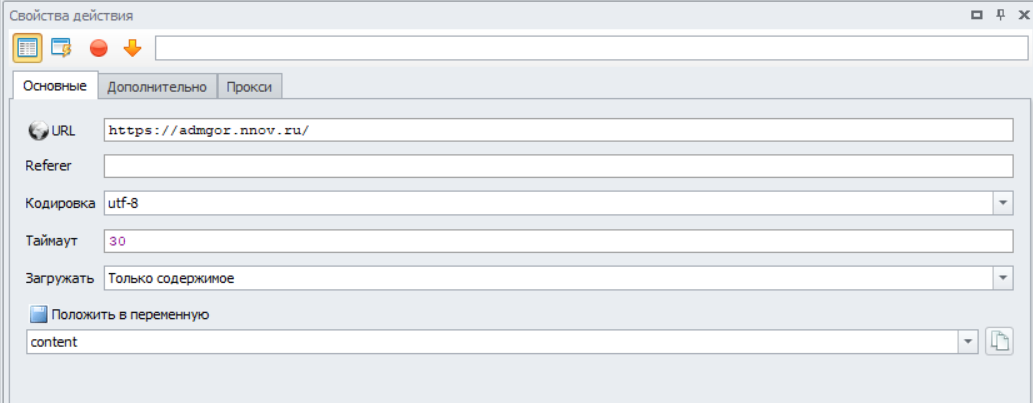 Свойства действия
Основные Дополнительно Прокси
URL https://admgor.nnov.ru/
Referer
Кодировка utf-8
Таймаут 30
Загружать Только содержимое
Положить в переменную
content